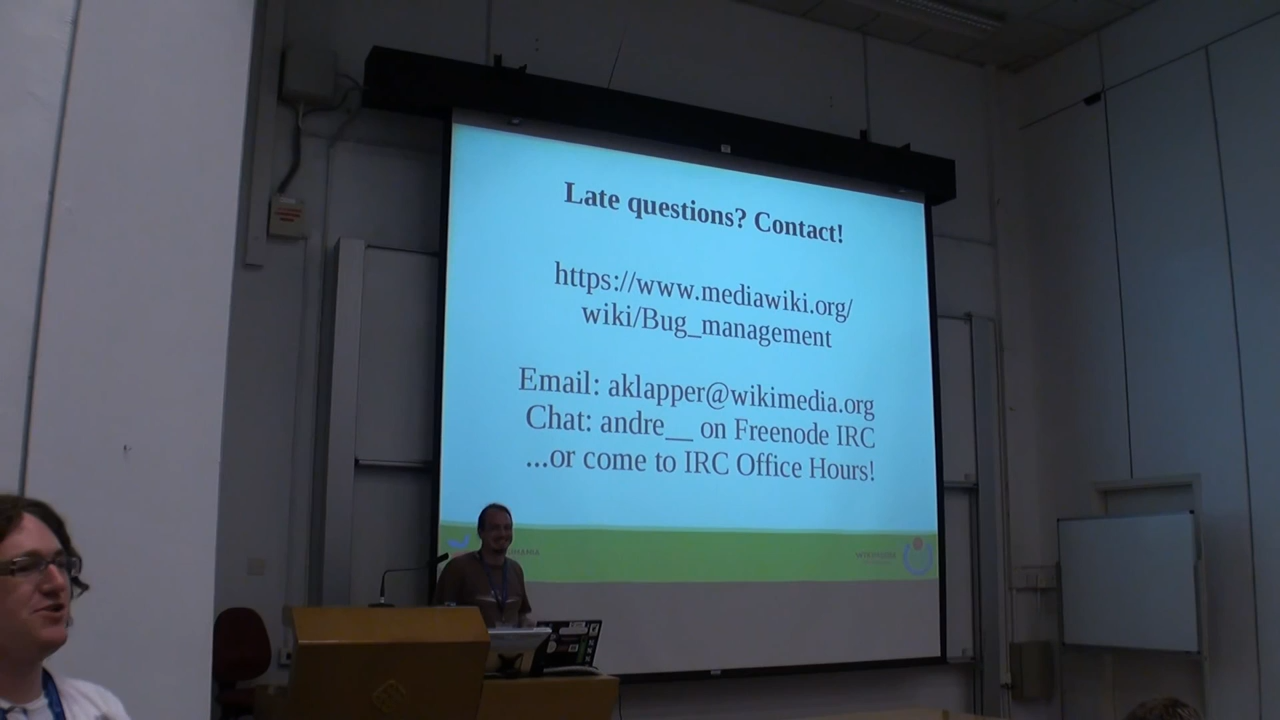 Late questions? Contact!
https://www.mediawiki.org/
wiki/Bug_management
Email: aklapper@wikimedia.org
Chat: andre__ on Freenode IRC
...or come to IRC Office Hours!